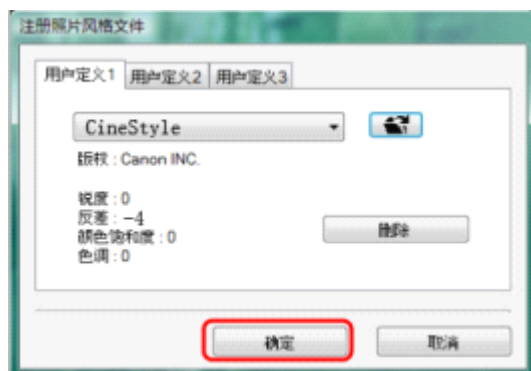 注册照片风格文件
用户定义1 用户定义2 用户定义3
CineStyle
版权 : Canon INC.
锐度 : 0
反差 : -4
颜色饱和度 : 0
色调 : 0
删除
确定 取消